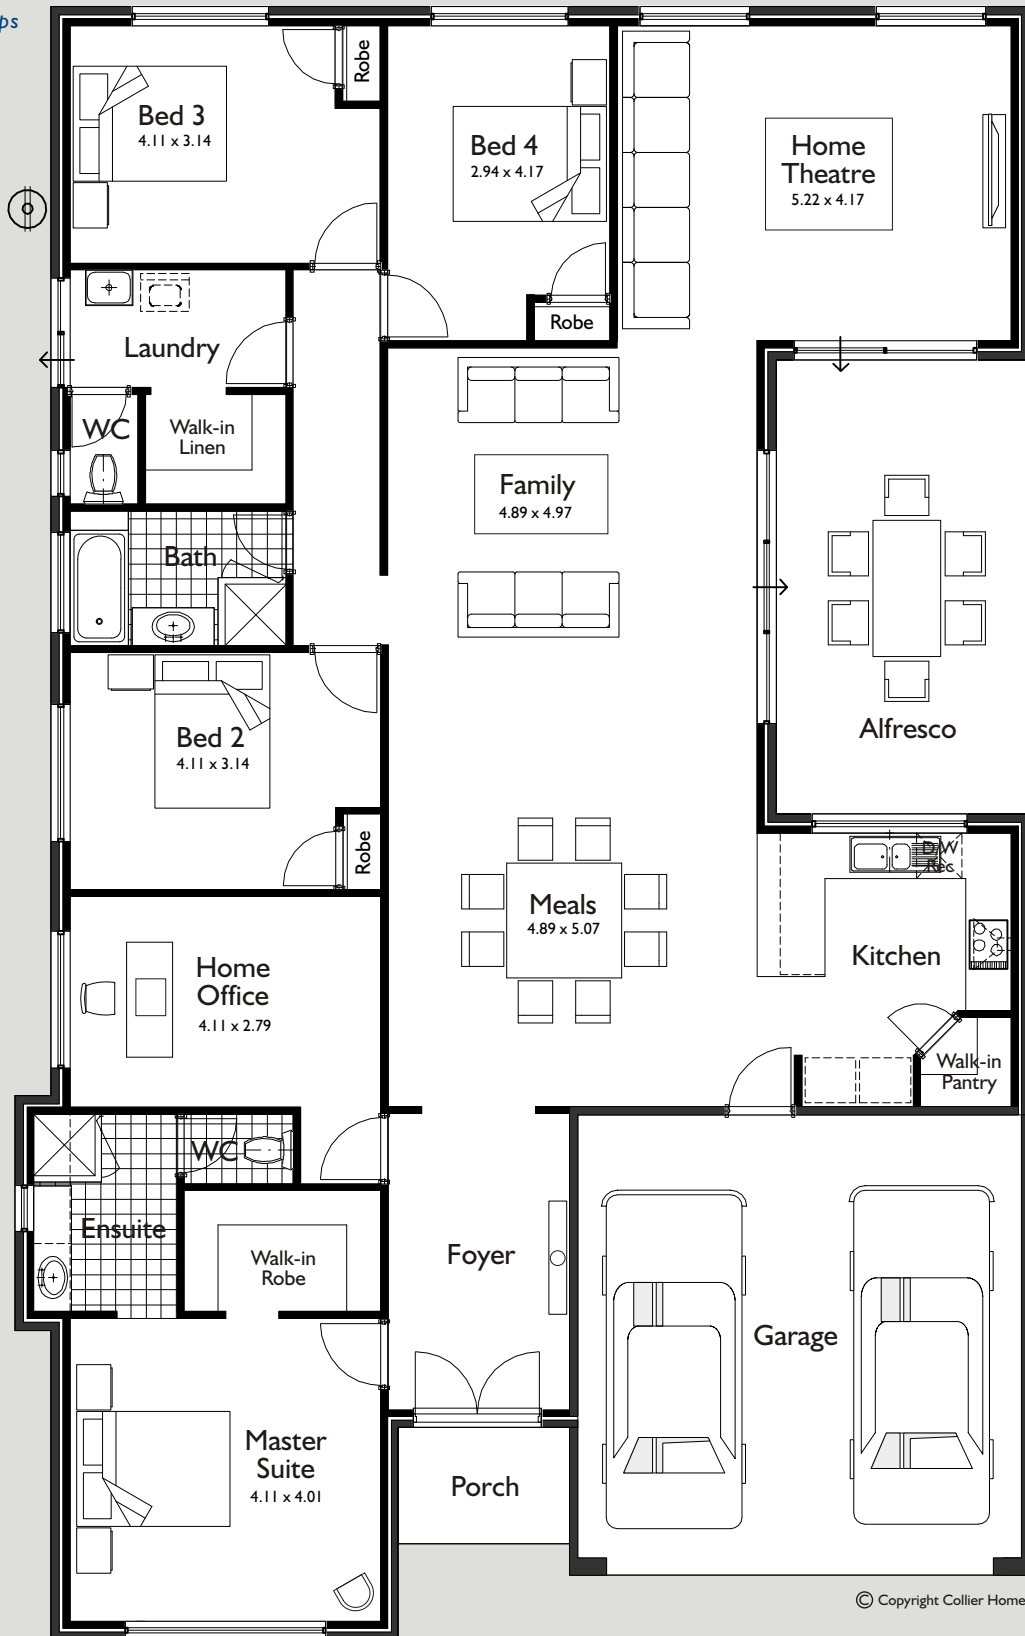 Bed 3
4.11 x 3.14
Robe
Bed 4
2.94 x 4.17
Robe
Home
Theatre
5.22 x 4.17
Laundry
WC
Walk-in
Linen
Family
4.89 x 4.97
Bath
Alfresco
Bed 2
4.11 x 3.14
Robe
Meals
4.89 x 5.07
D/W
Rec
Kitchen
Home
Office
4.11 x 2.79
Walk-in
Pantry
WC
Ensuite
Walk-in
Robe
Foyer
Garage
Master
Suite
4.11 x 4.01
Porch
© Copyright Collier Home